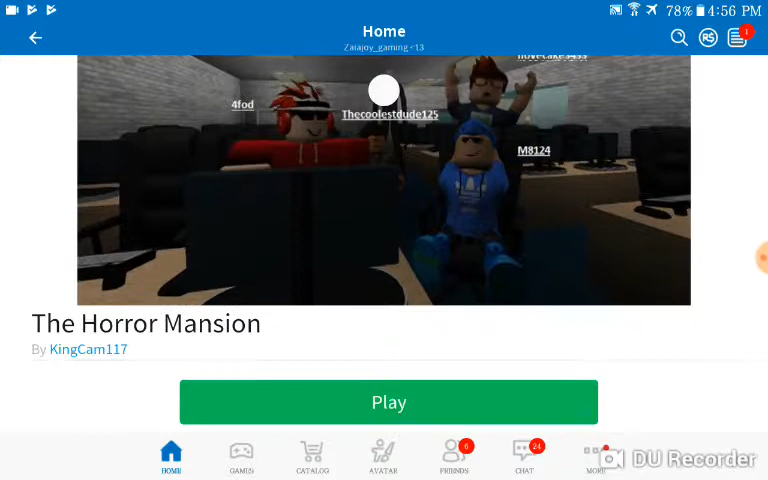 78% 4:56 PM
Home
Zaiajoy_gaming <13
R$
1
4fod
Thecoolestdude125
M8124
The Horror Mansion
By KingCam117
Play
6
24
HOME
GAMES
CATALOG
AVATAR
FRIENDS
CHAT
MORE
DU Recorder